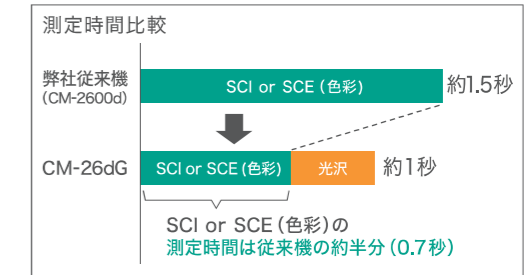 測定時間比較
弊社従来機
(CM-2600d)
SCI or SCE (色彩)
約1.5秒
CM-26dG
SCI or SCE (色彩)
光沢
約1秒
SCI or SCE (色彩)の
測定時間は従来機の約半分 (0.7秒)